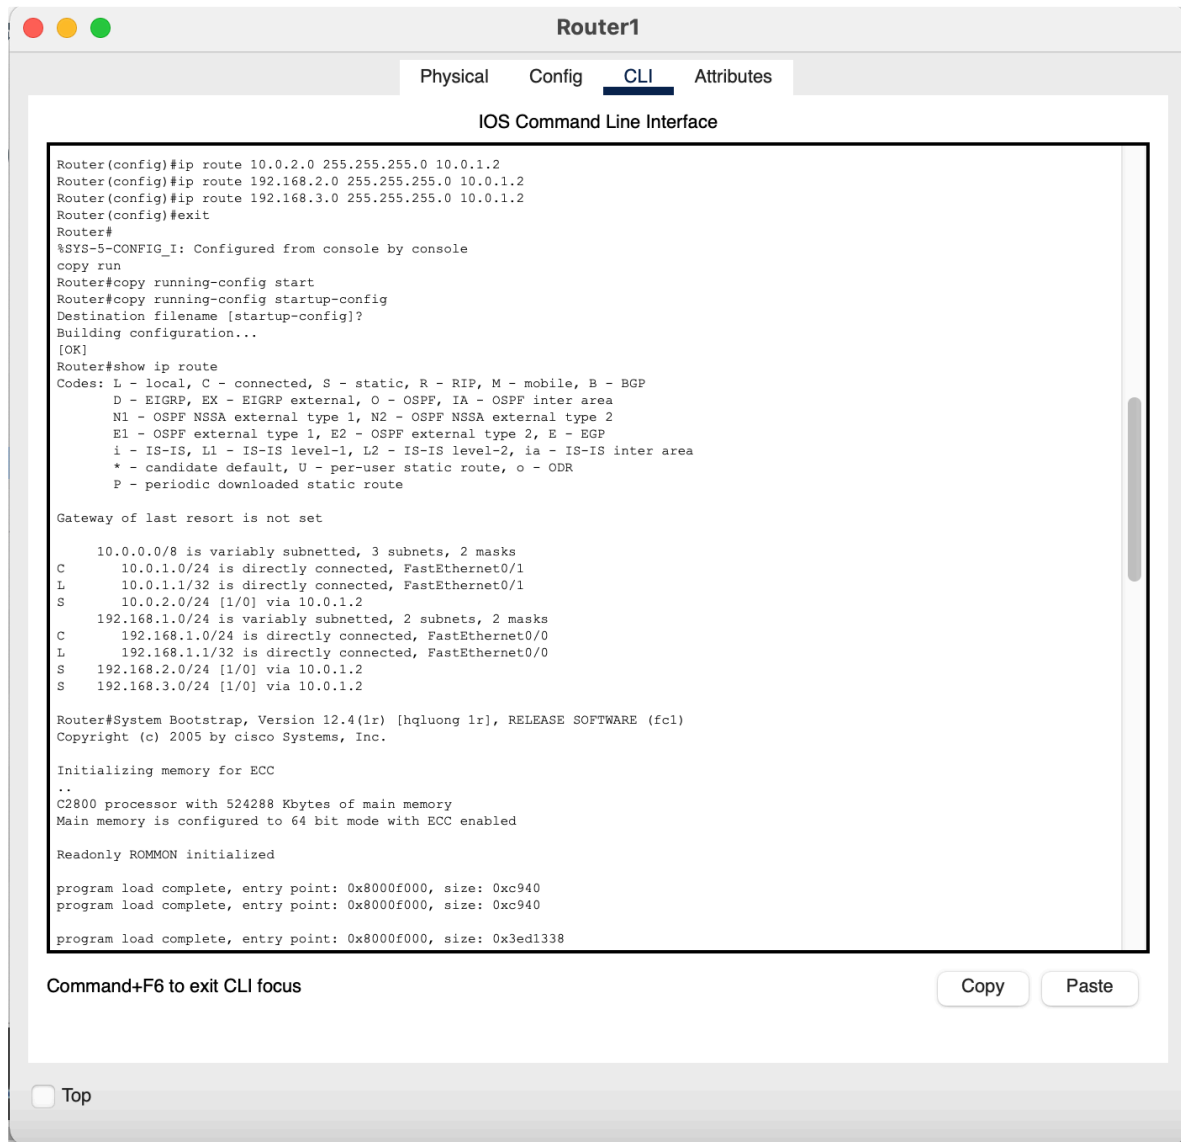 Router1
Physical Config CLI Attributes
IOS Command Line Interface
Router(config)#ip route 10.0.2.0 255.255.255.0 10.0.1.2
Router(config)#ip route 192.168.2.0 255.255.255.0 10.0.1.2
Router(config)#ip route 192.168.3.0 255.255.255.0 10.0.1.2
Router(config)#exit
Router#
%SYS-5-CONFIG_I: Configured from console by console
copy run
Router#copy running-config start
Router#copy running-config startup-config
Destination filename [startup-config]?
Building configuration...
[OK]
Router#show ip route
Codes: L - local, C - connected, S - static, R - RIP, M - mobile, B - BGP
       D - EIGRP, EX - EIGRP external, O - OSPF, IA - OSPF inter area
       N1 - OSPF NSSA external type 1, N2 - OSPF NSSA external type 2
       E1 - OSPF external type 1, E2 - OSPF external type 2, E - EGP
       i - IS-IS, L1 - IS-IS level-1, L2 - IS-IS level-2, ia - IS-IS inter area
       * - candidate default, U - per-user static route, o - ODR
       P - periodic downloaded static route
Gateway of last resort is not set
     10.0.0.0/8 is variably subnetted, 3 subnets, 2 masks
C       10.0.1.0/24 is directly connected, FastEthernet0/1
L       10.0.1.1/32 is directly connected, FastEthernet0/1
S       10.0.2.0/24 [1/0] via 10.0.1.2
     192.168.1.0/24 is variably subnetted, 2 subnets, 2 masks
C       192.168.1.0/24 is directly connected, FastEthernet0/0
L       192.168.1.1/32 is directly connected, FastEthernet0/0
S    192.168.2.0/24 [1/0] via 10.0.1.2
S    192.168.3.0/24 [1/0] via 10.0.1.2
Router#System Bootstrap, Version 12.4(1r) [hqluong 1r], RELEASE SOFTWARE (fc1)
Copyright (c) 2005 by cisco Systems, Inc.
Initializing memory for ECC
..
C2800 processor with 524288 Kbytes of main memory
Main memory is configured to 64 bit mode with ECC enabled
Readonly ROMMON initialized
program load complete, entry point: 0x8000f000, size: 0xc940
program load complete, entry point: 0x8000f000, size: 0xc940
program load complete, entry point: 0x8000f000, size: 0x3ed1338
Command+F6 to exit CLI focus
Copy Paste
Top